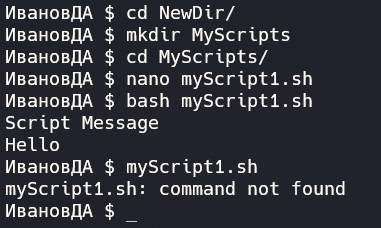 ИвановДА $ cd NewDir/
ИвановДА $ mkdir MyScripts
ИвановДА $ cd MyScripts/
ИвановДА $ nano myScript1.sh
ИвановДА $ bash myScript1.sh
Script Message
Hello
ИвановДА $ myScript1.sh
myScript1.sh: command not found
ИвановДА $ _